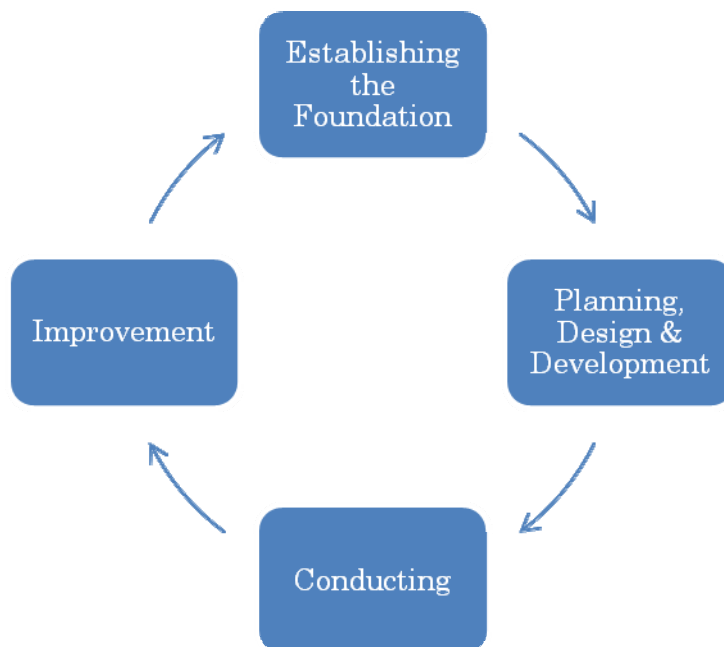 Establishing
the
Foundation
Planning,
Design &
Development
Conducting
Improvement